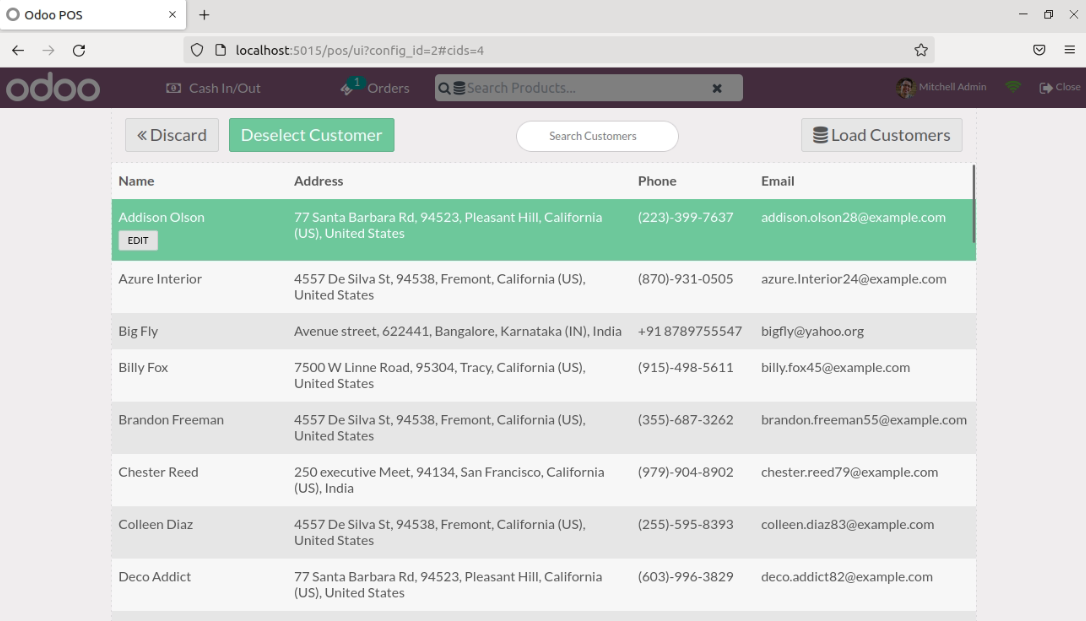 Odoo POS
localhost:5015/pos/ui?config_id=2#cids=4
odoo
Cash In/Out
1
Orders
Search Products...
Mitchell Admin
Close
Discard
Deselect Customer
Search Customers
Load Customers
Name Address Phone Email
Addison Olson 77 Santa Barbara Rd, 94523, Pleasant Hill, California (223)-399-7637 addison.olson28@example.com
(US), United States
EDIT
Azure Interior 4557 De Silva St, 94538, Fremont, California (US), (870)-931-0505 azure.Interior24@example.com
United States
Big Fly Avenue street, 622441, Bangalore, Karnataka (IN), India +91 8789755547 bigfly@yahoo.org
Billy Fox 7500 W Linne Road, 95304, Tracy, California (US), (915)-498-5611 billy.fox45@example.com
United States
Brandon Freeman 4557 De Silva St, 94538, Fremont, California (US), (355)-687-3262 brandon.freeman55@example.com
United States
Chester Reed 250 executive Meet, 94134, San Francisco, California (979)-904-8902 chester.reed79@example.com
(US), India
Colleen Diaz 4557 De Silva St, 94538, Fremont, California (US), (255)-595-8393 colleen.diaz83@example.com
United States
Deco Addict 77 Santa Barbara Rd, 94523, Pleasant Hill, California (603)-996-3829 deco.addict82@example.com
(US), United States